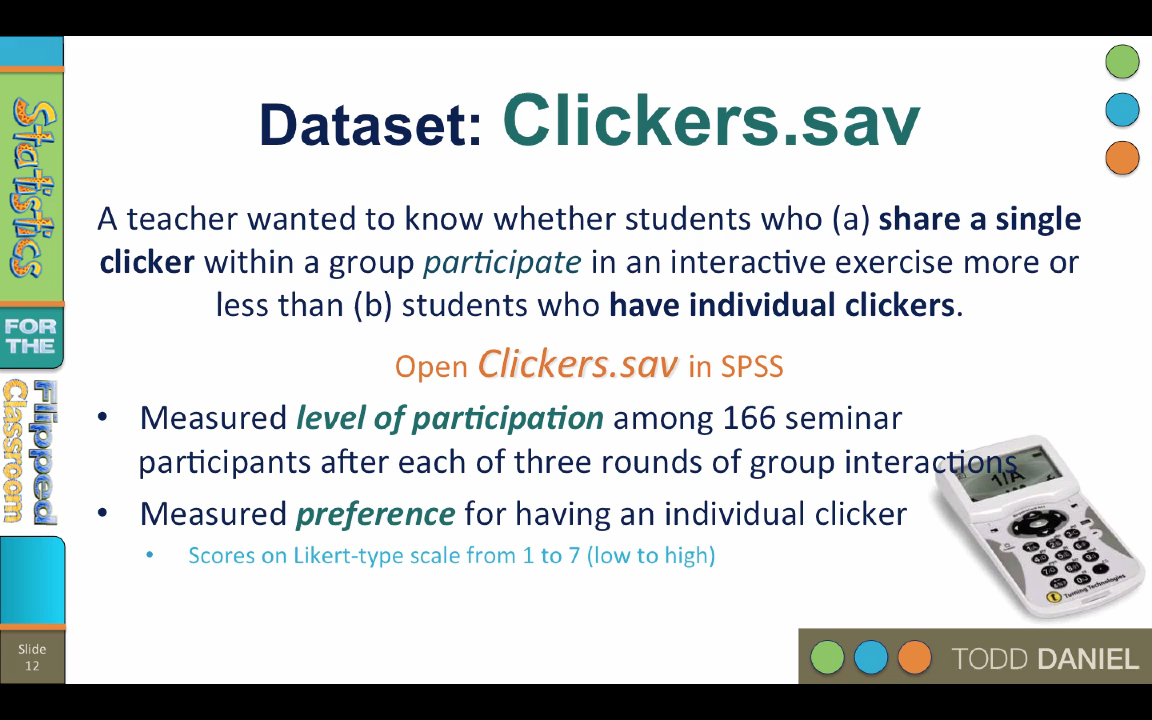 Dataset: Clickers.sav
A teacher wanted to know whether students who (a) share a single
clicker within a group participate in an interactive exercise more or
less than (b) students who have individual clickers.
Open Clickers.sav in SPSS
• Measured level of participation among 166 seminar
participants after each of three rounds of group interactions
• Measured preference for having an individual clicker
• Scores on Likert-type scale from 1 to 7 (low to high)
Statistics
FOR
THE
Flipped
Classroom
Slide
12
1/A
Turning Technologies
TODD DANIEL